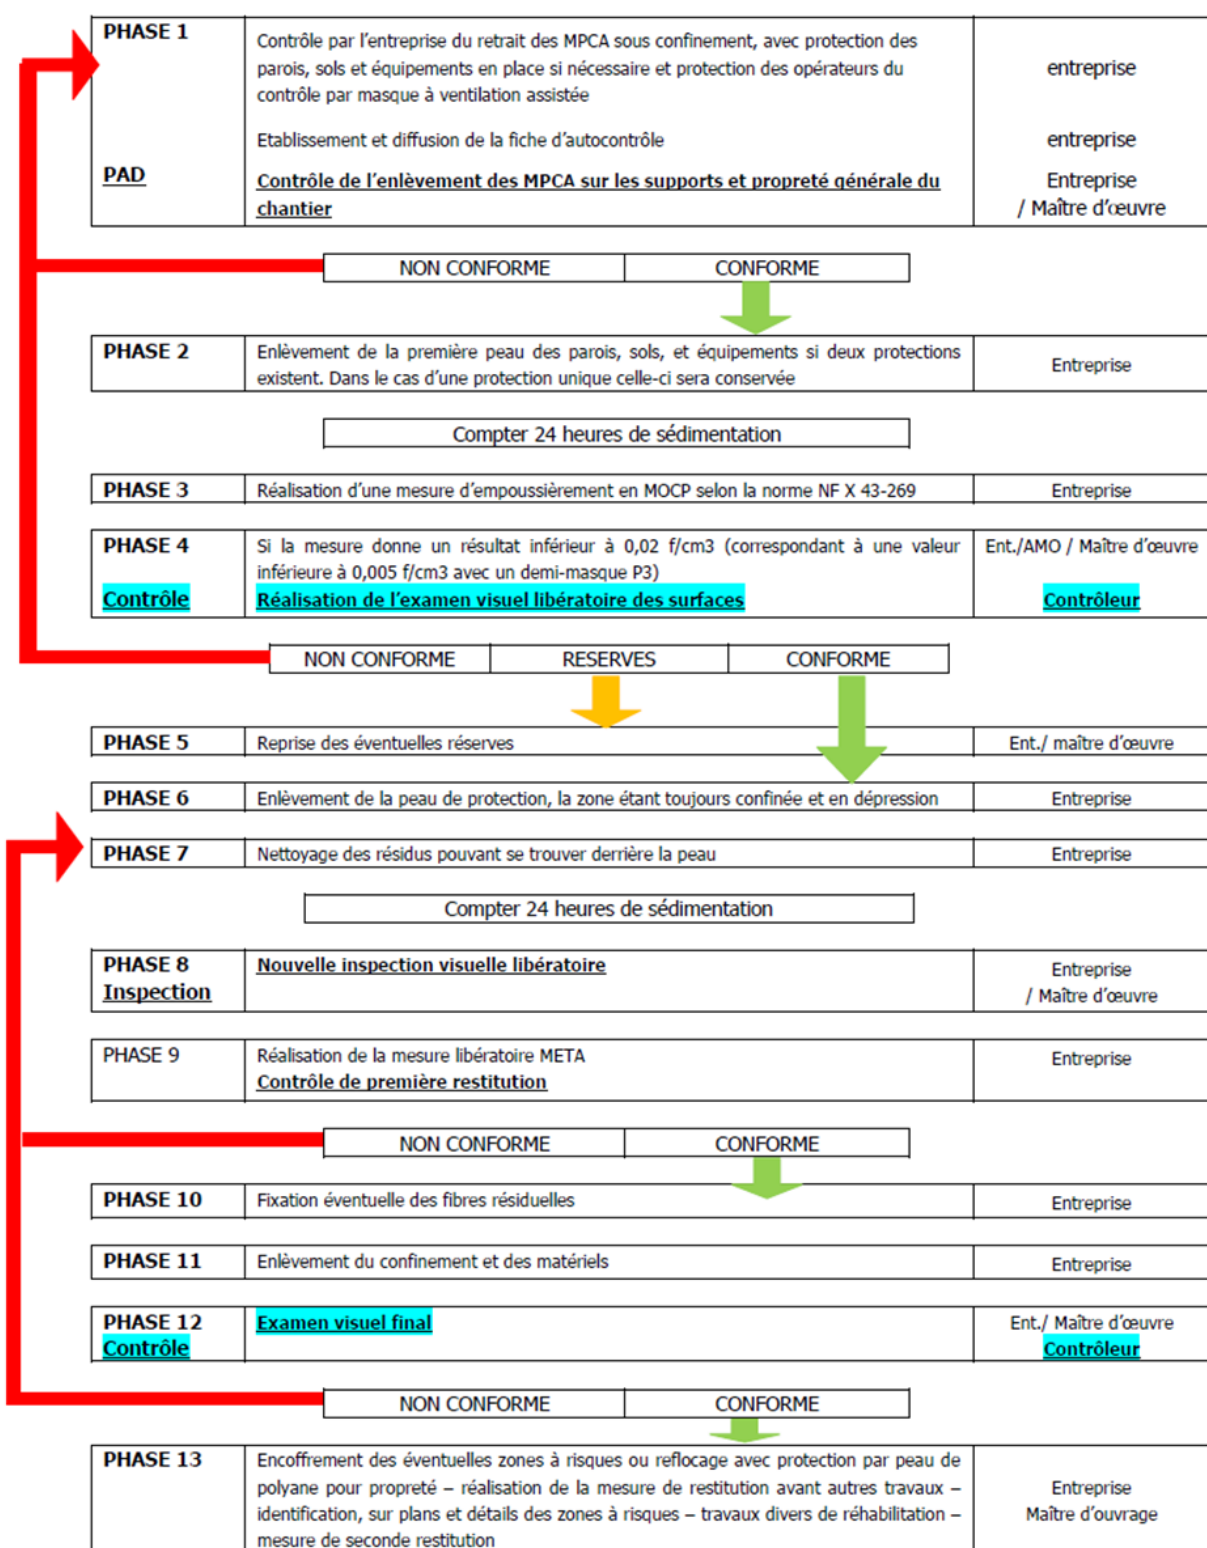 PHASE 1
Contrôle par l'entreprise du retrait des MPCA sous confinement, avec protection des
parois, sols et équipements en place si nécessaire et protection des opérateurs du
contrôle par masque à ventilation assistée
entreprise
Etablissement et diffusion de la fiche d'autocontrôle
entreprise
PAD
Contrôle de l'enlèvement des MPCA sur les supports et propreté générale du
chantier
Entreprise
/ Maître d'œuvre
NON CONFORME
CONFORME
PHASE 2
Enlèvement de la première peau des parois, sols, et équipements si deux protections
existent. Dans le cas d'une protection unique celle-ci sera conservée
Entreprise
Compter 24 heures de sédimentation
PHASE 3
Réalisation d'une mesure d'empoussièrement en MOCP selon la norme NF X 43-269
Entreprise
PHASE 4
Si la mesure donne un résultat inférieur à 0,02 f/cm3 (correspondant à une valeur
inférieure à 0,005 f/cm3 avec un demi-masque P3)
Ent./AMO / Maître d'œuvre
Contrôle
Réalisation de l'examen visuel libératoire des surfaces
Contrôleur
NON CONFORME
RESERVES
CONFORME
PHASE 5
Reprise des éventuelles réserves
Ent./ maître d'œuvre
PHASE 6
Enlèvement de la peau de protection, la zone étant toujours confinée et en dépression
Entreprise
PHASE 7
Nettoyage des résidus pouvant se trouver derrière la peau
Entreprise
Compter 24 heures de sédimentation
PHASE 8
Inspection
Nouvelle inspection visuelle libératoire
Entreprise
/ Maître d'œuvre
PHASE 9
Réalisation de la mesure libératoire META
Contrôle de première restitution
Entreprise
NON CONFORME
CONFORME
PHASE 10
Fixation éventuelle des fibres résiduelles
Entreprise
PHASE 11
Enlèvement du confinement et des matériels
Entreprise
PHASE 12
Contrôle
Examen visuel final
Ent./ Maître d'œuvre
Contrôleur
NON CONFORME
CONFORME
PHASE 13
Encoffrement des éventuelles zones à risques ou reflocage avec protection par peau de
polyane pour propreté – réalisation de la mesure de restitution avant autres travaux –
identification, sur plans et détails des zones à risques – travaux divers de réhabilitation –
mesure de seconde restitution
Entreprise
Maître d'ouvrage